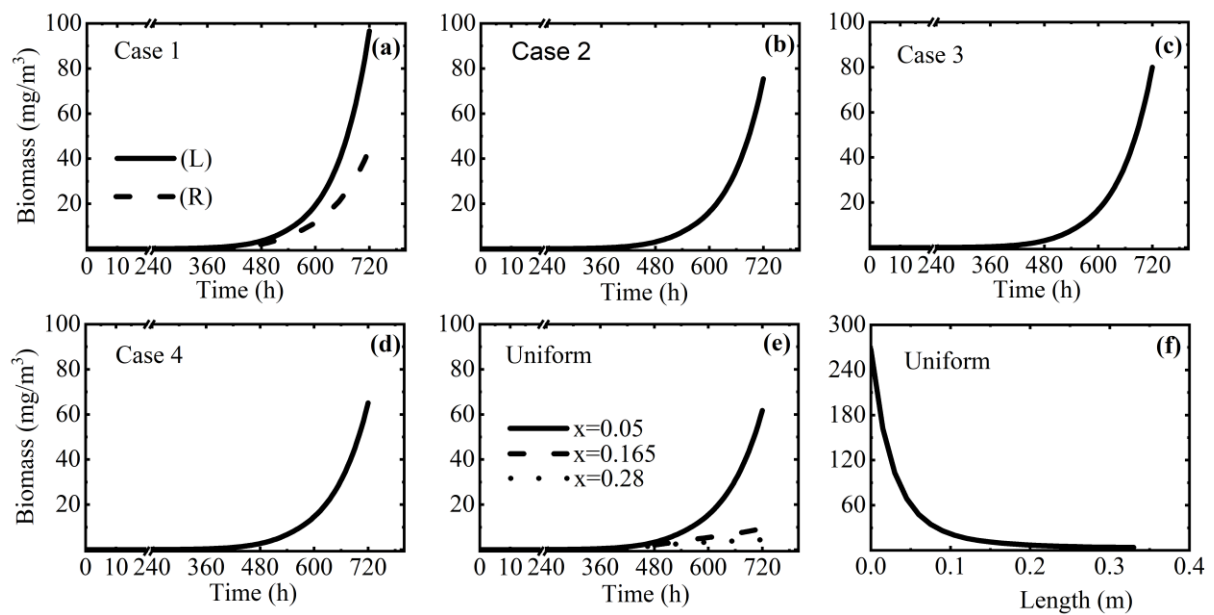 100 Case 1 (a)
80
60
40 (L)
20 (R)
Biomass (mg/m³)
0 10 240 360 480 600 720
Time (h)
100 Case 2 (b)
80
60
40
20
0 10 240 360 480 600 720
Time (h)
100 Case 3 (c)
80
60
40
20
0 10 240 360 480 600 720
Time (h)
100 Case 4 (d)
80
60
40
20
Biomass (mg/m³)
0 10 240 360 480 600 720
Time (h)
100 Uniform (e)
80
60 x=0.05
40 x=0.165
20 x=0.28
0 10 240 360 480 600 720
Time (h)
300 Uniform (f)
240
180
120
60
0.0 0.1 0.2 0.3 0.4
Length (m)